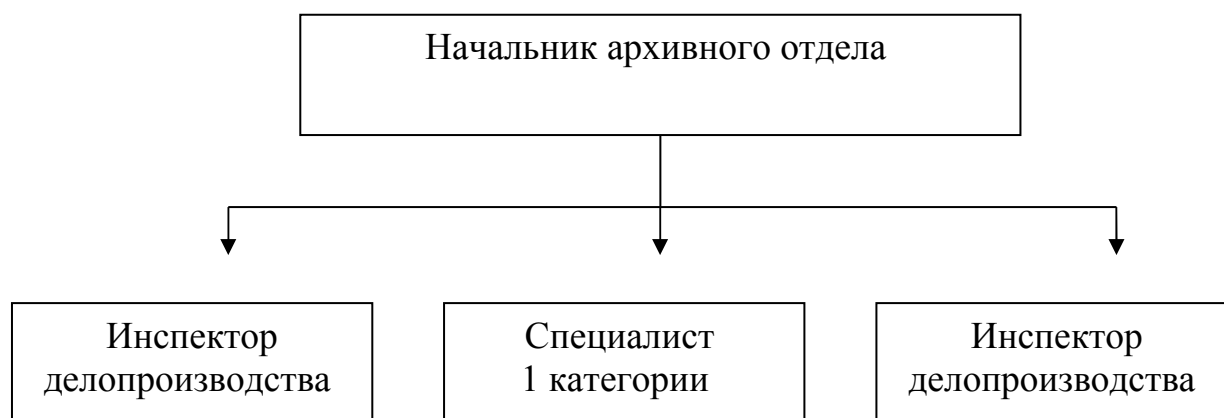 Начальник архивного отдела
Инспектор
делопроизводства
Специалист
1 категории
Инспектор
делопроизводства